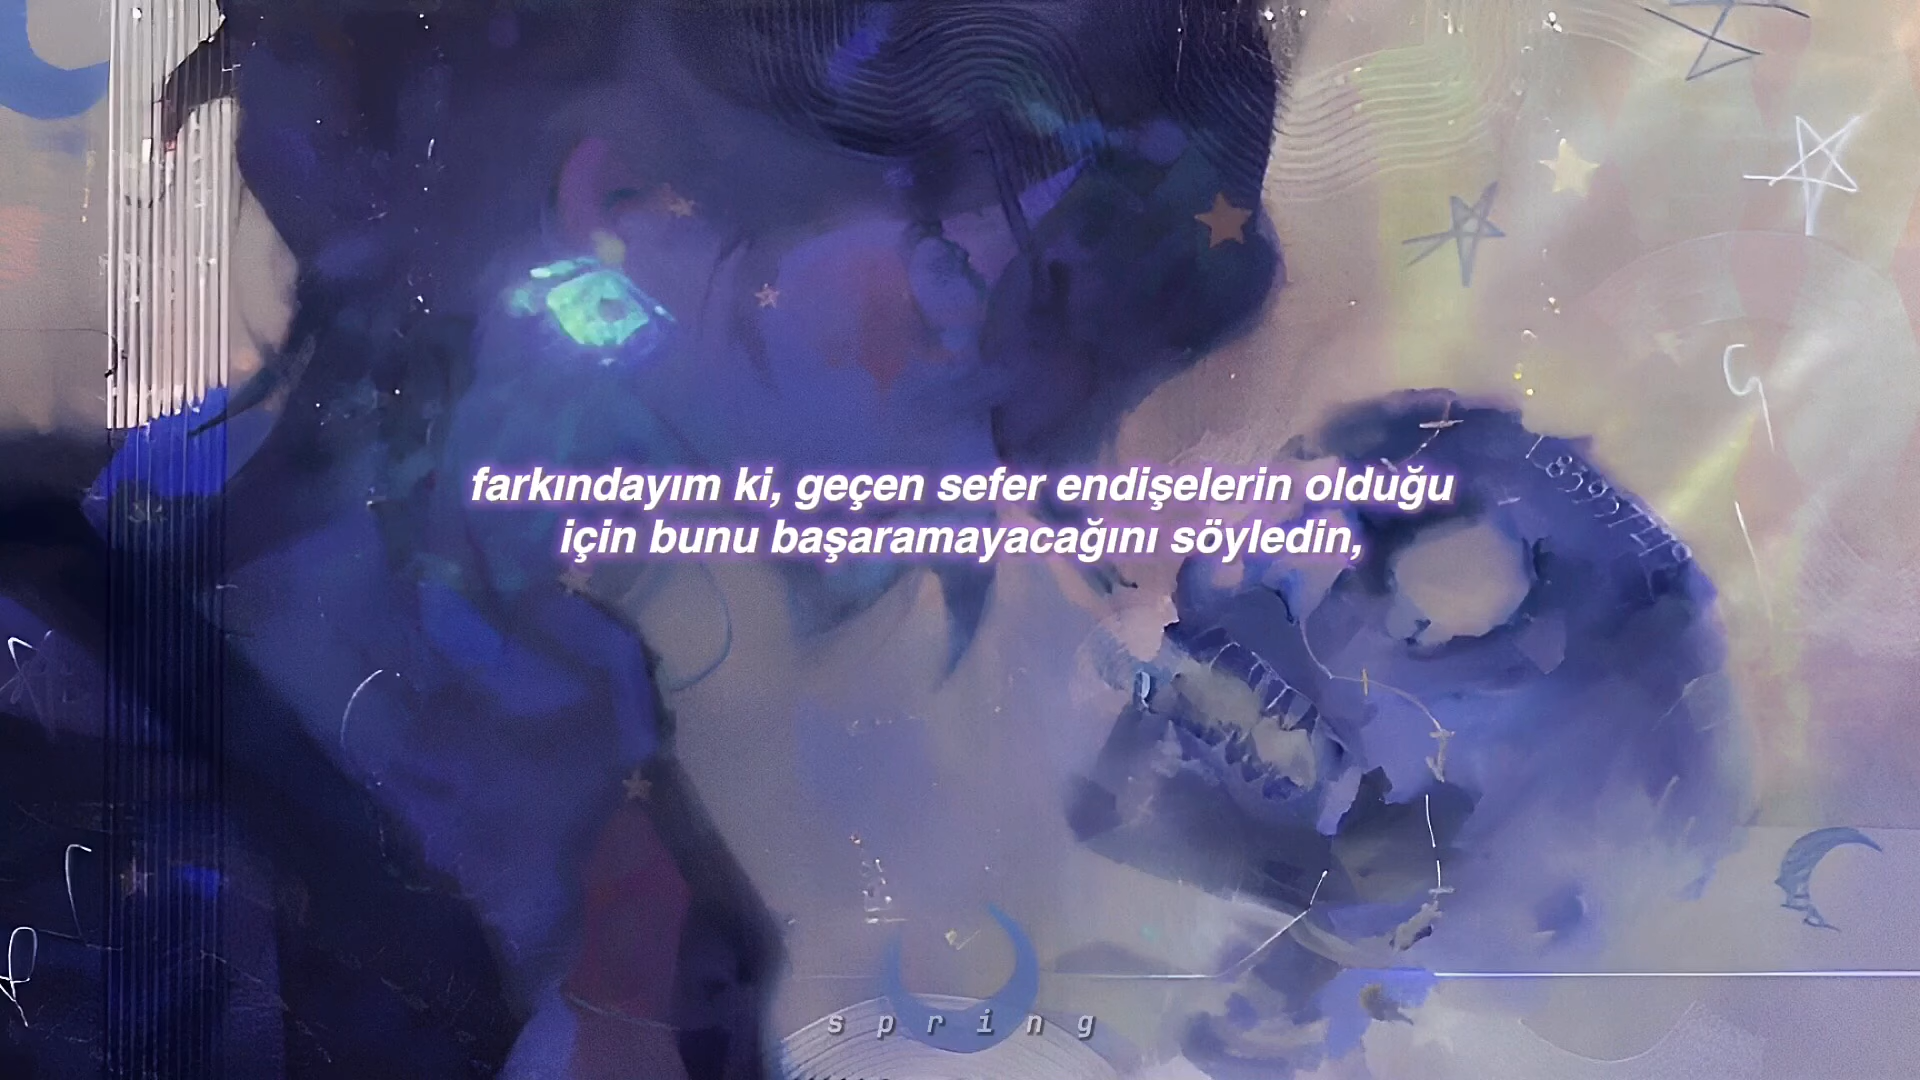 farkındayım ki, geçen sefer endişelerin olduğu
için bunu başaramayacağını söyledin,
s p r i n g